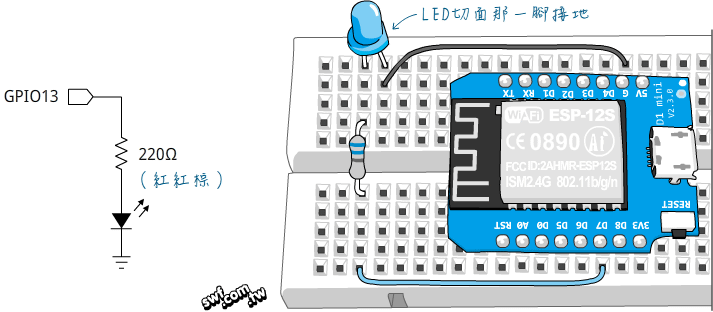 LED切面那一腳接地
GPIO13
220Ω
(紅紅棕)
TX RX D1 D2 D3 D4 G 5V
D1 mini
V2.3.0
WiFi ESP-12S
CE 0890
FCC ID:2AHMR-ESP12S
ISM2.4G 802.11b/g/n
RESET
RST A0 D0 D5 D6 D7 D8 3V3
swf.com.tw